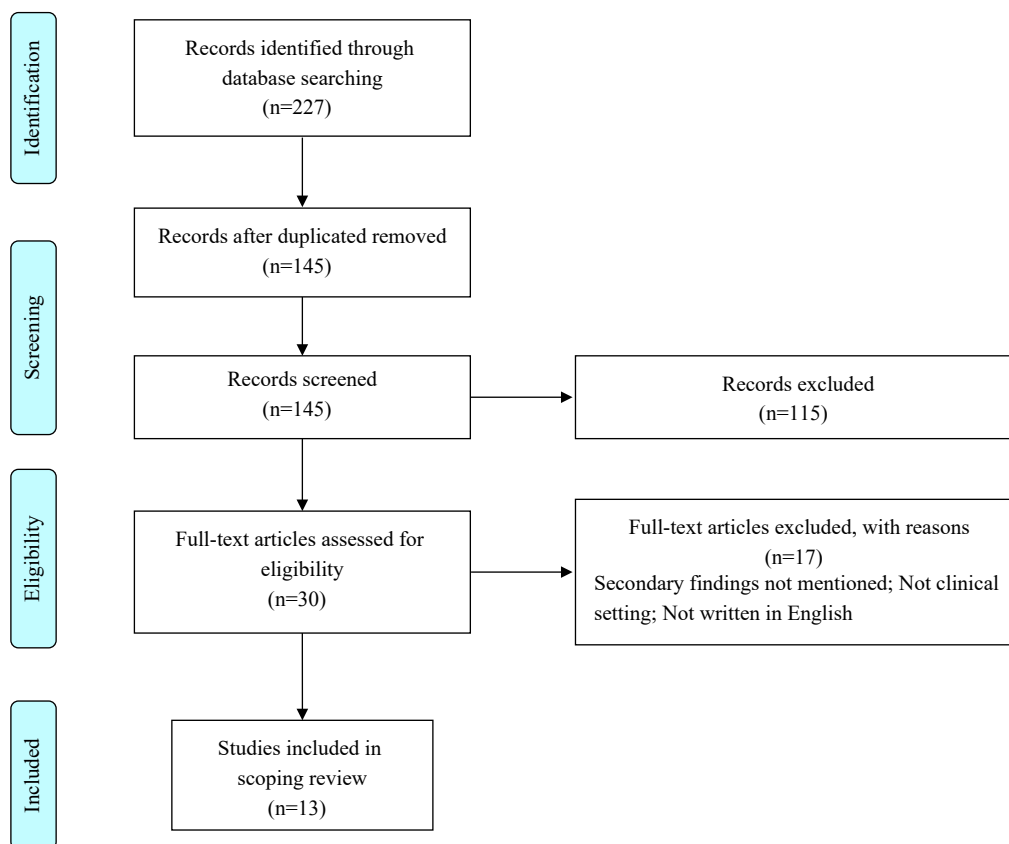 Identification
Records identified through
database searching
(n=227)
Records after duplicated removed
(n=145)
Screening
Records screened
(n=145)
Records excluded
(n=115)
Eligibility
Full-text articles assessed for
eligibility
(n=30)
Full-text articles excluded, with reasons
(n=17)
Secondary findings not mentioned; Not clinical
setting; Not written in English
Included
Studies included in
scoping review
(n=13)